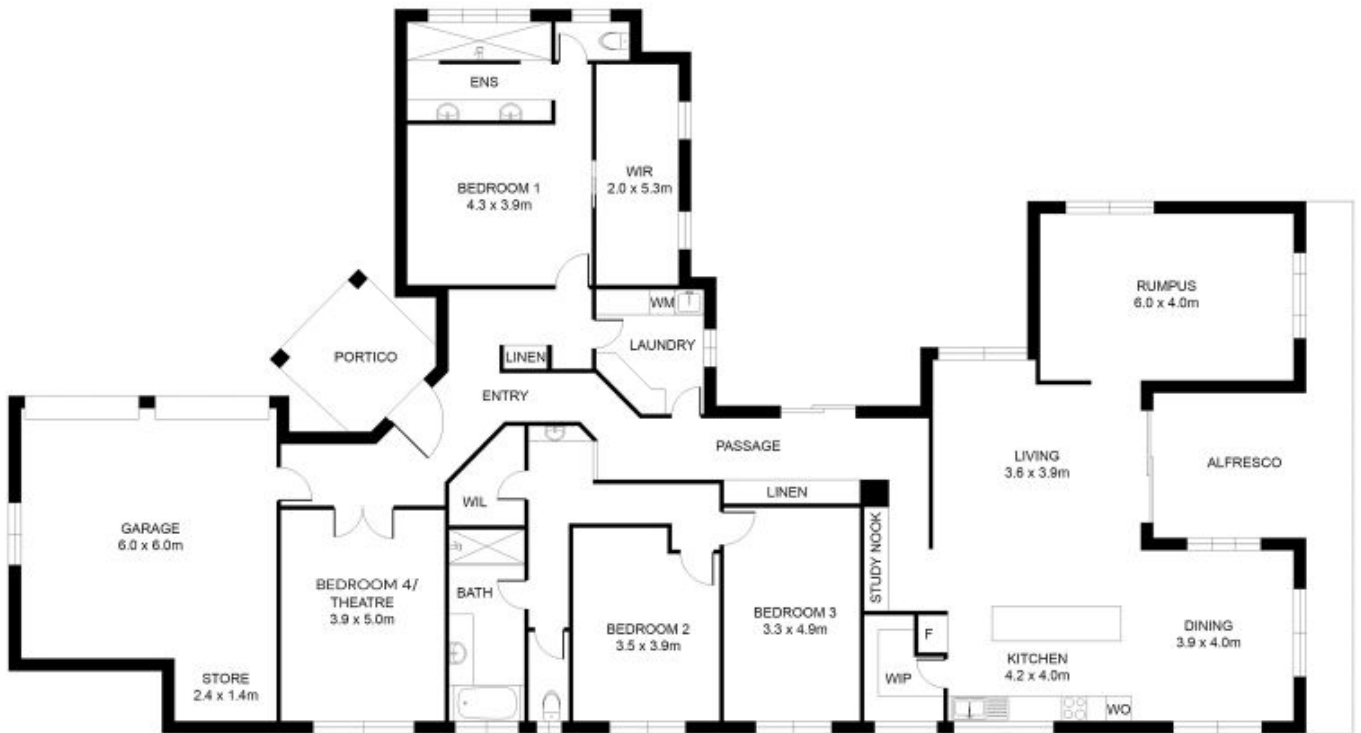 ENS
WIR
2.0 x 5.3m
BEDROOM 1
4.3 x 3.9m
RUMPUS
6.0 x 4.0m
WM
LAUNDRY
PORTICO
LINEN
ENTRY
PASSAGE
LIVING
3.6 x 3.9m
ALFRESCO
LINEN
WIL
GARAGE
6.0 x 6.0m
STUDY NOOK
BEDROOM 4/
THEATRE
3.9 x 5.0m
BATH
BEDROOM 2
3.5 x 3.9m
BEDROOM 3
3.3 x 4.9m
F
DINING
3.9 x 4.0m
KITCHEN
4.2 x 4.0m
WIP
STORE
2.4 x 1.4m
WO